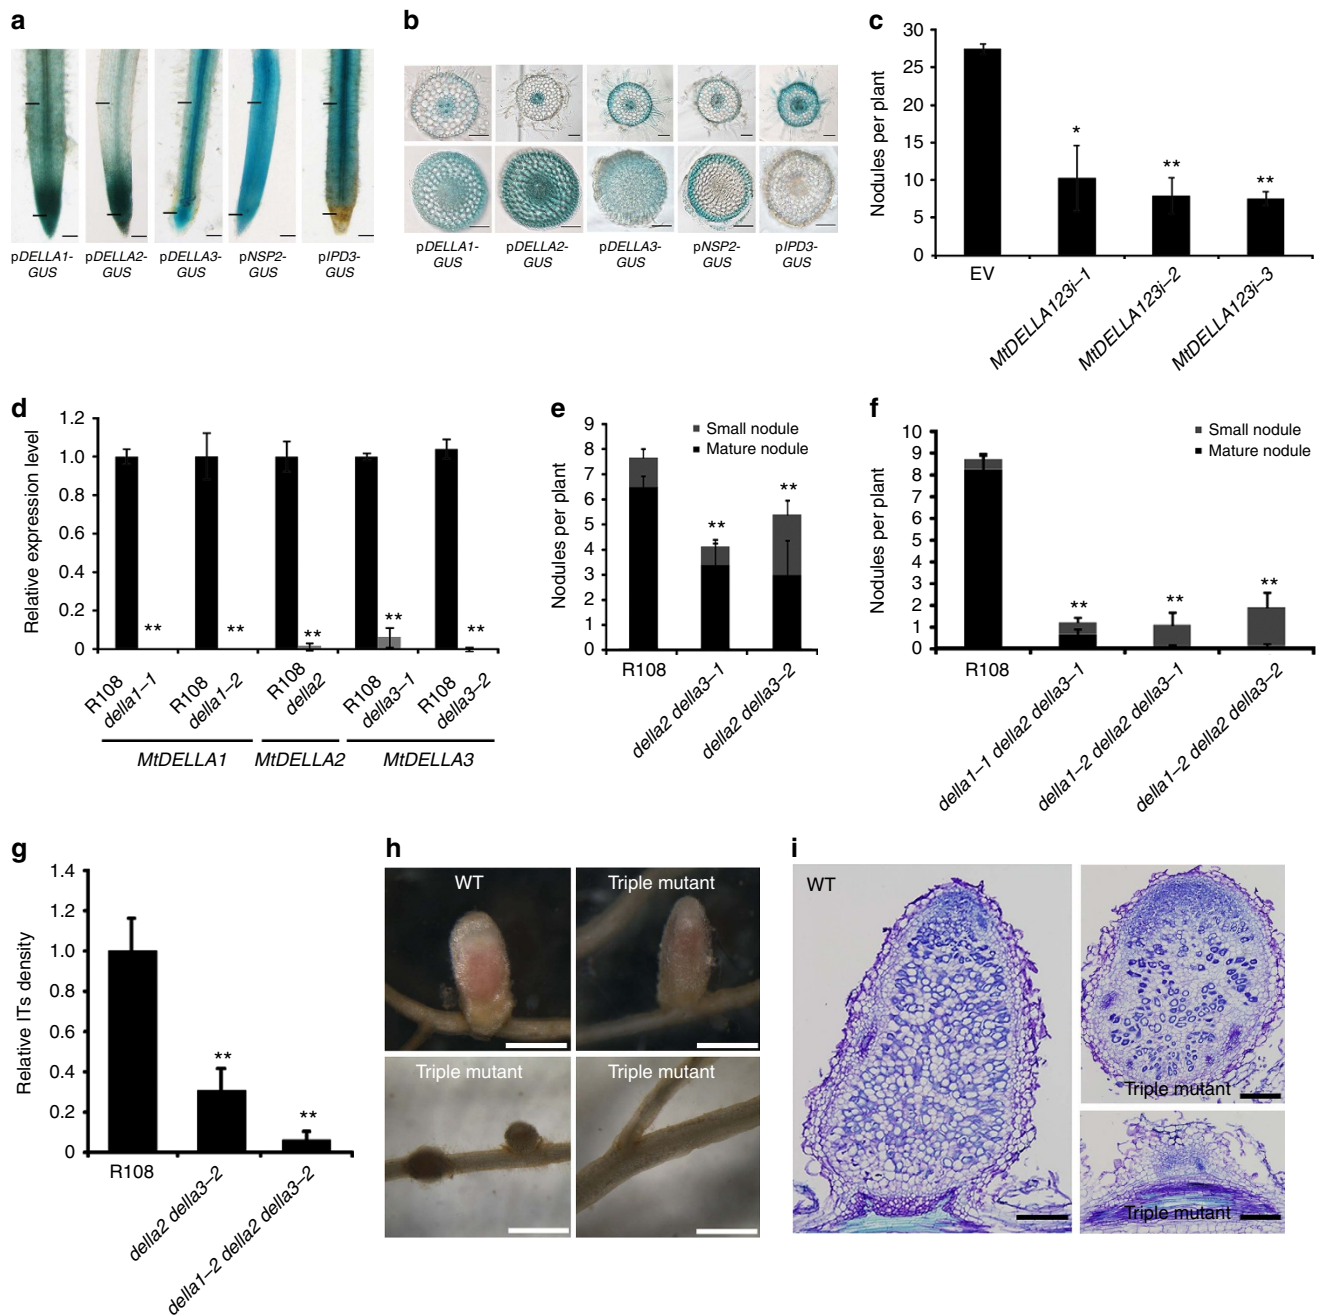 a
pDELLA1-
GUS
pDELLA2-
GUS
pDELLA3-
GUS
pNSP2-
GUS
pIPD3-
GUS
b
pDELLA1-
GUS
pDELLA2-
GUS
pDELLA3-
GUS
pNSP2-
GUS
pIPD3-
GUS
c
Nodules per plant
30
25
20
15
10
5
0
*
**
**
EV
MtDELLA123i–1
MtDELLA123i–2
MtDELLA123i–3
d
Relative expression level
1.2
1.0
0.8
0.6
0.4
0.2
0
**
**
**
**
**
R108
della1–1
R108
della1–2
R108
della2
R108
della3–1
R108
della3–2
MtDELLA1
MtDELLA2
MtDELLA3
e
Nodules per plant
9
8
7
6
5
4
3
2
1
0
Small nodule
Mature nodule
**
**
R108
della2 della3–1
della2 della3–2
f
Nodules per plant
10
9
8
7
6
5
4
3
2
1
0
Small nodule
Mature nodule
**
**
**
R108
della1–1 della2 della3–1
della1–2 della2 della3–1
della1–2 della2 della3–2
g
Relative ITs density
1.4
1.2
1.0
0.8
0.6
0.4
0.2
0
**
**
R108
della2 della3–2
della1–2 della2 della3–2
h
WT
Triple mutant
Triple mutant
Triple mutant
i
WT
Triple mutant
Triple mutant